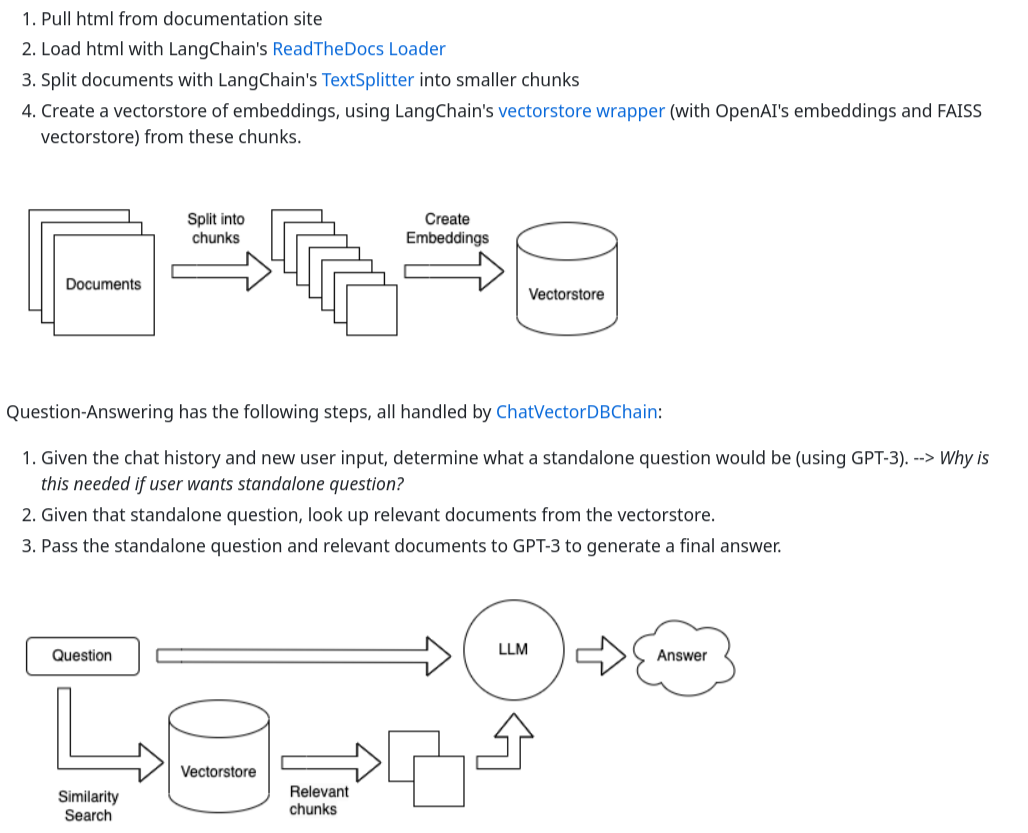 1. Pull html from documentation site
2. Load html with LangChain's ReadTheDocs Loader
3. Split documents with LangChain's TextSplitter into smaller chunks
4. Create a vectorstore of embeddings, using LangChain's vectorstore wrapper (with OpenAI's embeddings and FAISS
vectorstore) from these chunks.
Documents
Split into
chunks
Create
Embeddings
Vectorstore
Question-Answering has the following steps, all handled by ChatVectorDBChain:
1. Given the chat history and new user input, determine what a standalone question would be (using GPT-3). --> Why is
this needed if user wants standalone question?
2. Given that standalone question, look up relevant documents from the vectorstore.
3. Pass the standalone question and relevant documents to GPT-3 to generate a final answer.
Question
LLM
Answer
Similarity
Search
Vectorstore
Relevant
chunks